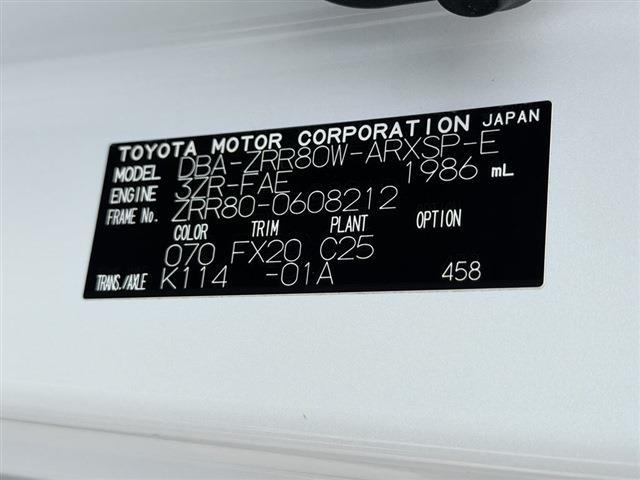 TOYOTA MOTOR CORPORATION JAPAN
MODEL DBA-ZRR80W-ARXSP-E
ENGINE 3ZR-FAE 1986 mL
FRAME No. ZRR80-0608212
COLOR TRIM PLANT OPTION
070 FX20 C25
TRANS./AXLE K114 -01A 458